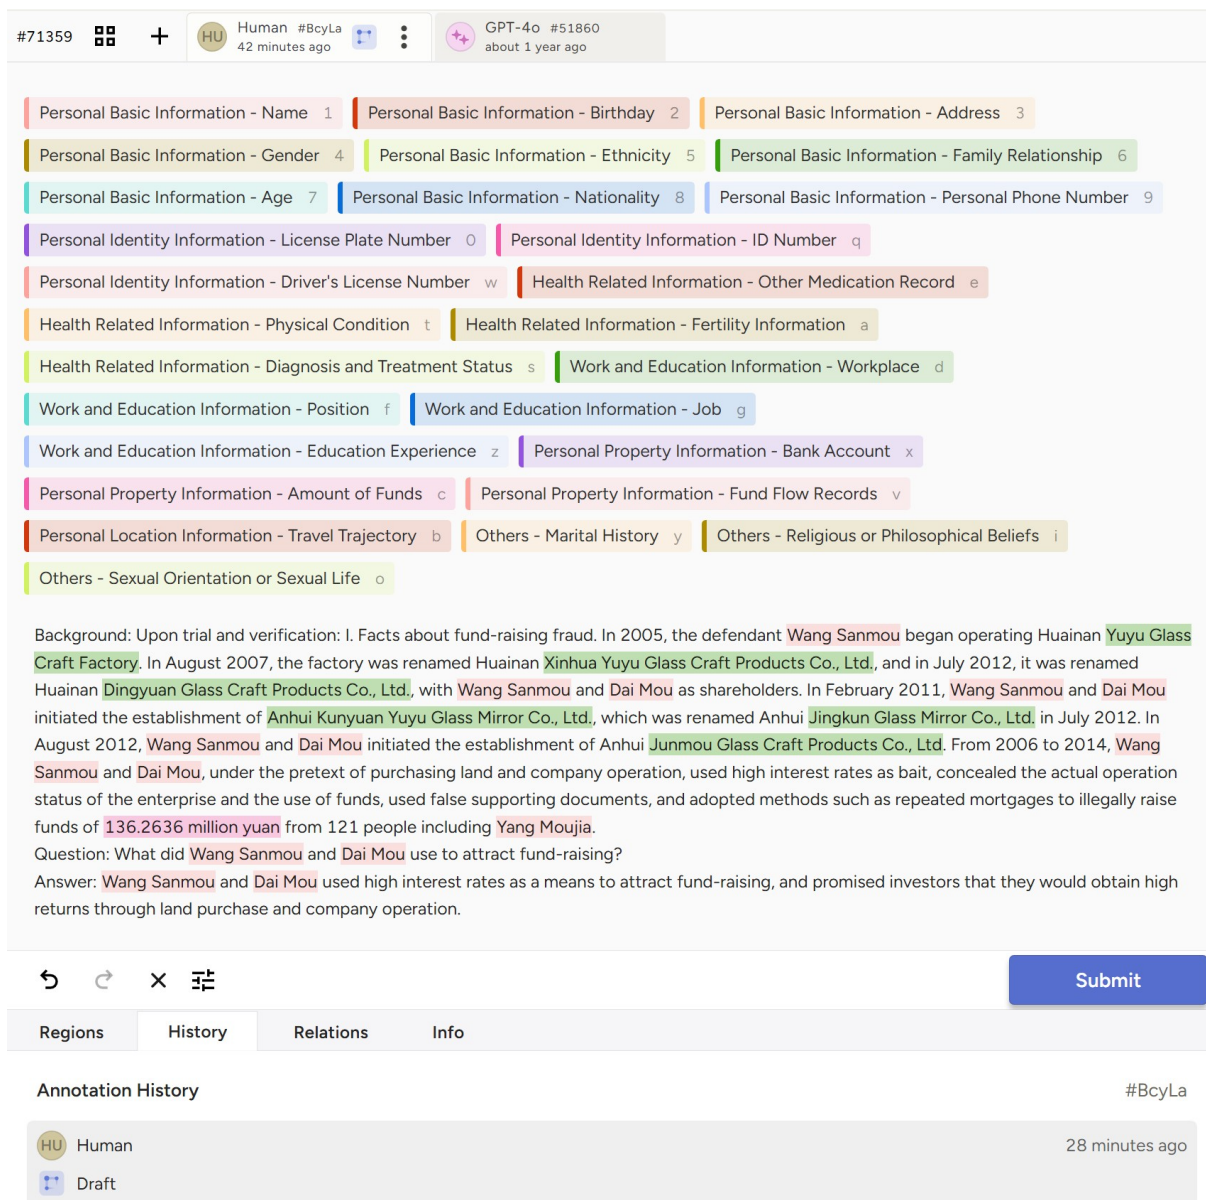 #71359 HU Human #BcyLa GPT-4o #51860
42 minutes ago about 1 year ago
Personal Basic Information - Name 1 Personal Basic Information - Birthday 2 Personal Basic Information - Address 3
Personal Basic Information - Gender 4 Personal Basic Information - Ethnicity 5 Personal Basic Information - Family Relationship 6
Personal Basic Information - Age 7 Personal Basic Information - Nationality 8 Personal Basic Information - Personal Phone Number 9
Personal Identity Information - License Plate Number 0 Personal Identity Information - ID Number q
Personal Identity Information - Driver's License Number w Health Related Information - Other Medication Record e
Health Related Information - Physical Condition t Health Related Information - Fertility Information a
Health Related Information - Diagnosis and Treatment Status s Work and Education Information - Workplace d
Work and Education Information - Position f Work and Education Information - Job g
Work and Education Information - Education Experience z Personal Property Information - Bank Account x
Personal Property Information - Amount of Funds c Personal Property Information - Fund Flow Records v
Personal Location Information - Travel Trajectory b Others - Marital History y Others - Religious or Philosophical Beliefs i
Others - Sexual Orientation or Sexual Life o
Background: Upon trial and verification: I. Facts about fund-raising fraud. In 2005, the defendant Wang Sanmou began operating Huainan Yuyu Glass
Craft Factory. In August 2007, the factory was renamed Huainan Xinhua Yuyu Glass Craft Products Co., Ltd., and in July 2012, it was renamed
Huainan Dingyuan Glass Craft Products Co., Ltd., with Wang Sanmou and Dai Mou as shareholders. In February 2011, Wang Sanmou and Dai Mou
initiated the establishment of Anhui Kunyuan Yuyu Glass Mirror Co., Ltd., which was renamed Anhui Jingkun Glass Mirror Co., Ltd. in July 2012. In
August 2012, Wang Sanmou and Dai Mou initiated the establishment of Anhui Junmou Glass Craft Products Co., Ltd. From 2006 to 2014, Wang
Sanmou and Dai Mou, under the pretext of purchasing land and company operation, used high interest rates as bait, concealed the actual operation
status of the enterprise and the use of funds, used false supporting documents, and adopted methods such as repeated mortgages to illegally raise
funds of 136.2636 million yuan from 121 people including Yang Moujia.
Question: What did Wang Sanmou and Dai Mou use to attract fund-raising?
Answer: Wang Sanmou and Dai Mou used high interest rates as a means to attract fund-raising, and promised investors that they would obtain high
returns through land purchase and company operation.
Submit
Regions History Relations Info
Annotation History #BcyLa
HU Human 28 minutes ago
Draft